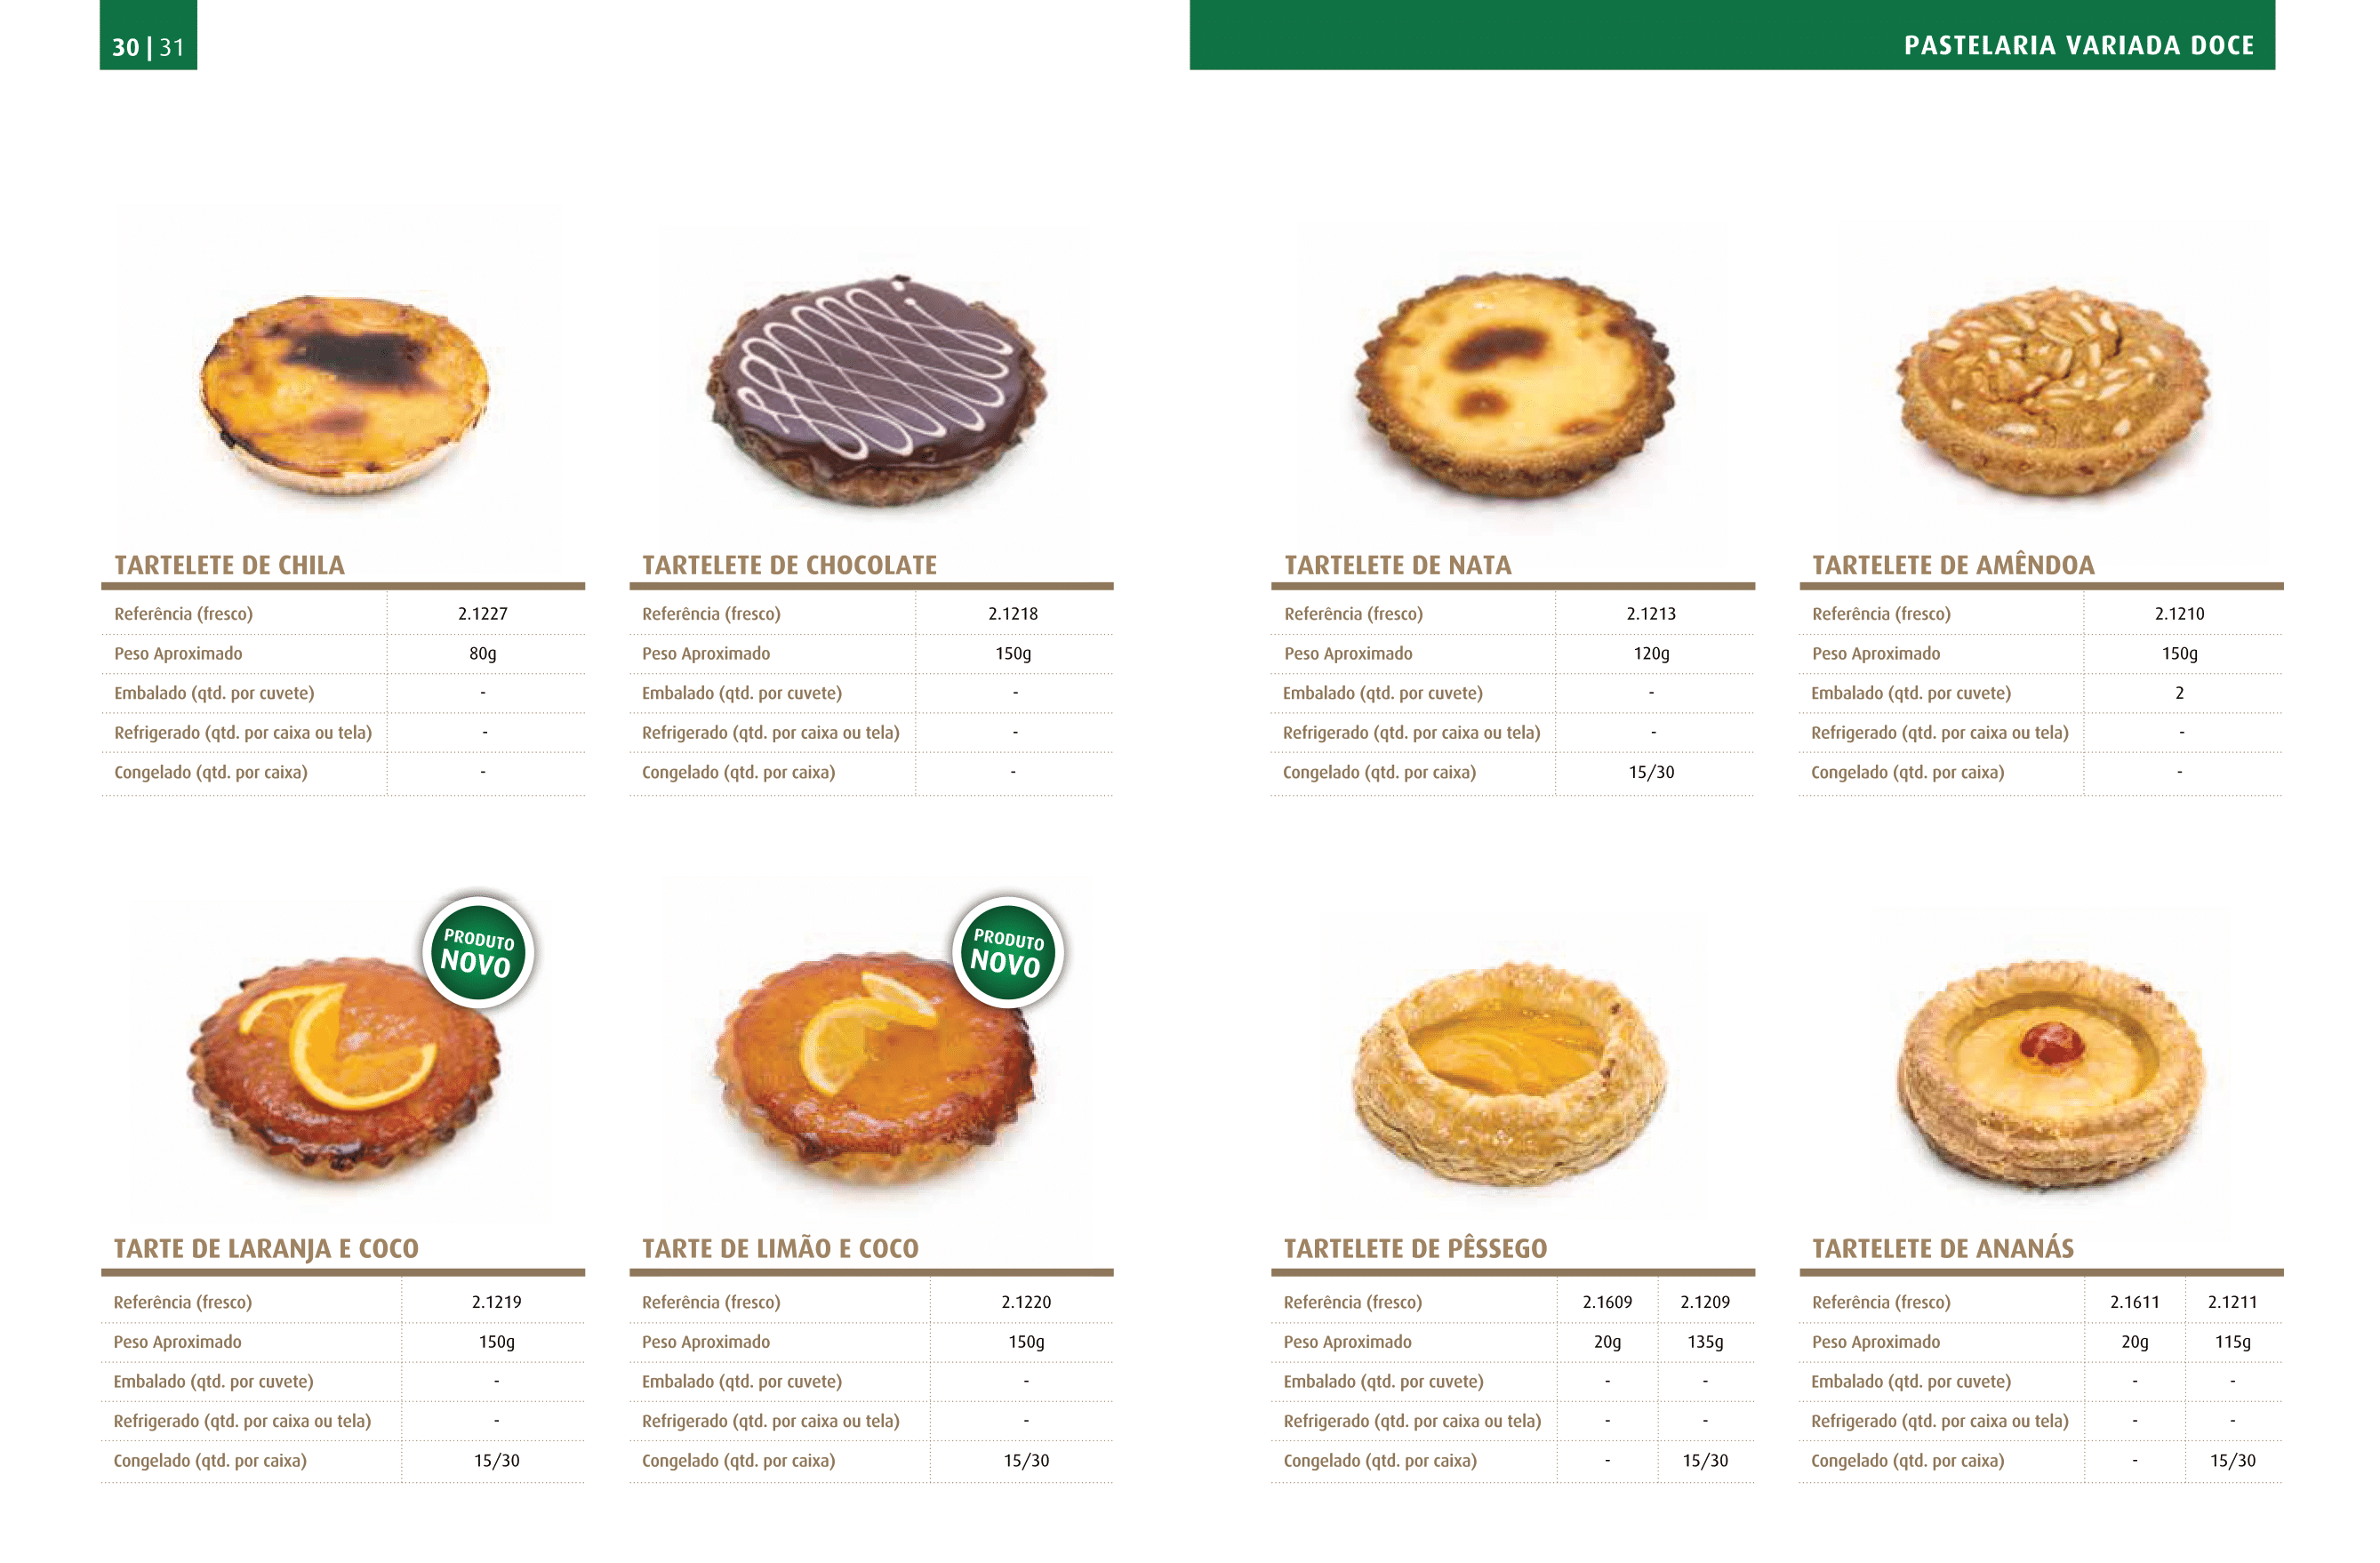 30 | 31
PASTELARIA VARIADA DOCE
TARTELETE DE CHILA
Referência (fresco) 2.1227
Peso Aproximado 80g
Embalado (qtd. por cuvete) -
Refrigerado (qtd. por caixa ou tela) -
Congelado (qtd. por caixa) -
TARTELETE DE CHOCOLATE
Referência (fresco) 2.1218
Peso Aproximado 150g
Embalado (qtd. por cuvete) -
Refrigerado (qtd. por caixa ou tela) -
Congelado (qtd. por caixa) -
TARTELETE DE NATA
Referência (fresco) 2.1213
Peso Aproximado 120g
Embalado (qtd. por cuvete) -
Refrigerado (qtd. por caixa ou tela) -
Congelado (qtd. por caixa) 15/30
TARTELETE DE AMÊNDOA
Referência (fresco) 2.1210
Peso Aproximado 150g
Embalado (qtd. por cuvete) 2
Refrigerado (qtd. por caixa ou tela) -
Congelado (qtd. por caixa) -
PRODUTO
NOVO
TARTE DE LARANJA E COCO
Referência (fresco) 2.1219
Peso Aproximado 150g
Embalado (qtd. por cuvete) -
Refrigerado (qtd. por caixa ou tela) -
Congelado (qtd. por caixa) 15/30
PRODUTO
NOVO
TARTE DE LIMÃO E COCO
Referência (fresco) 2.1220
Peso Aproximado 150g
Embalado (qtd. por cuvete) -
Refrigerado (qtd. por caixa ou tela) -
Congelado (qtd. por caixa) 15/30
TARTELETE DE PÊSSEGO
Referência (fresco) 2.1609 2.1209
Peso Aproximado 20g 135g
Embalado (qtd. por cuvete) - -
Refrigerado (qtd. por caixa ou tela) - -
Congelado (qtd. por caixa) - 15/30
TARTELETE DE ANANÁS
Referência (fresco) 2.1611 2.1211
Peso Aproximado 20g 115g
Embalado (qtd. por cuvete) - -
Refrigerado (qtd. por caixa ou tela) - -
Congelado (qtd. por caixa) - 15/30